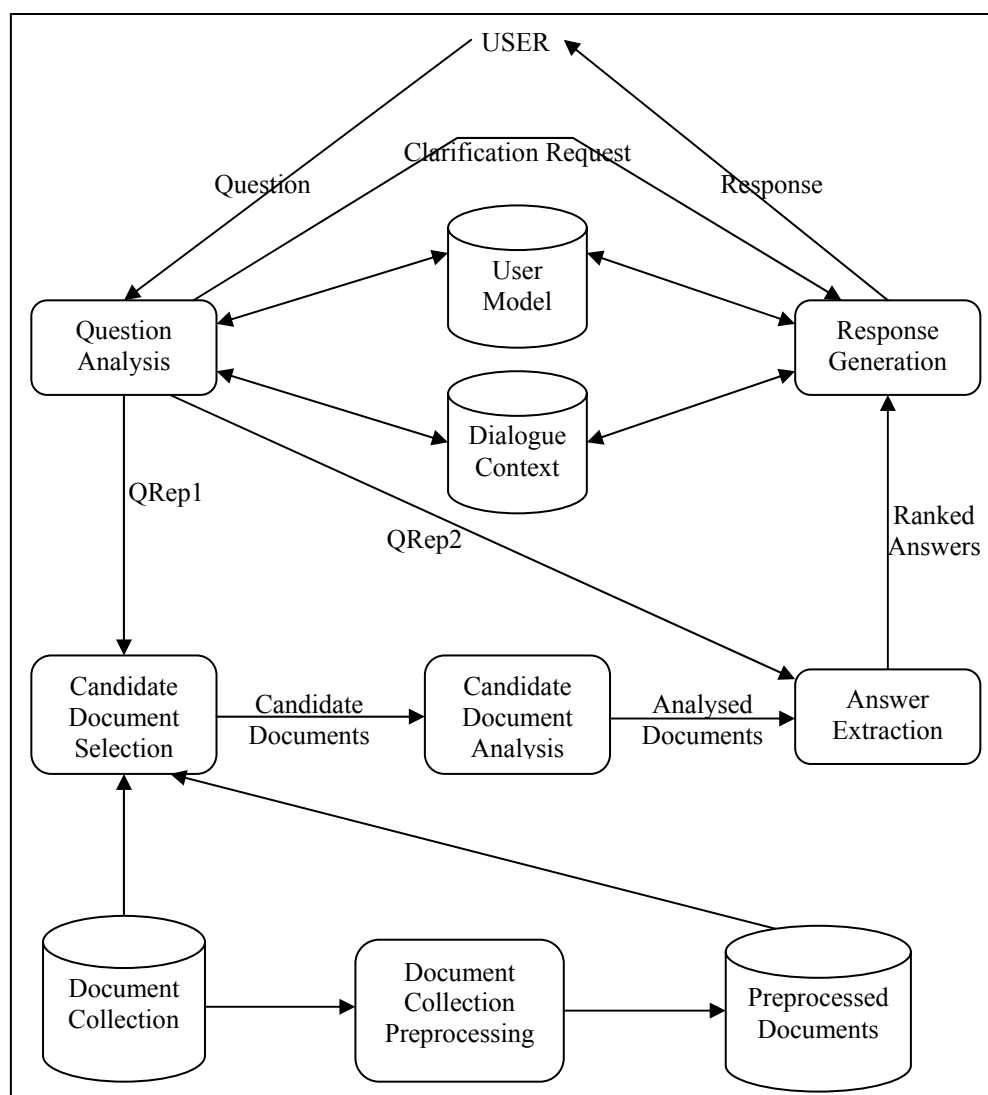 USER
Clarification Request
Question
Response
User
Model
Question
Analysis
Response
Generation
Dialogue
Context
QRep1
QRep2
Ranked
Answers
Candidate
Document
Selection
Candidate
Documents
Candidate
Document
Analysis
Analysed
Documents
Answer
Extraction
Document
Collection
Document
Collection
Preprocessing
Preprocessed
Documents